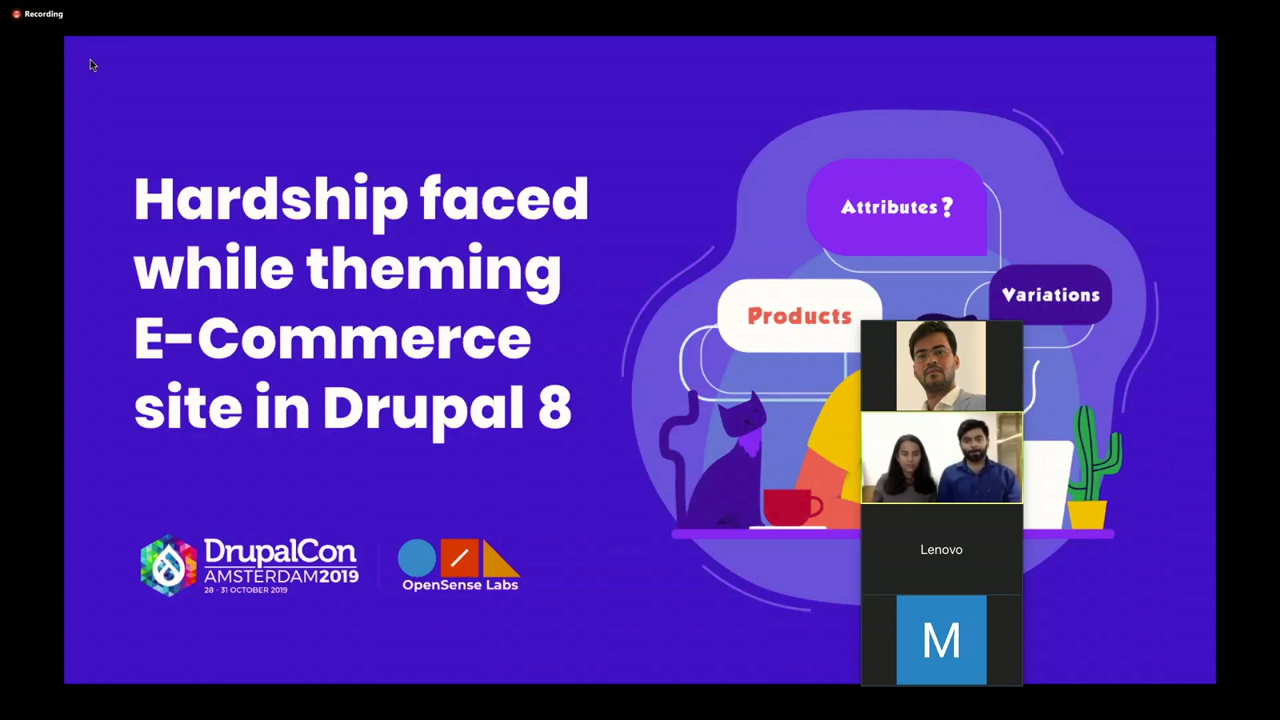 Recording
Hardship faced
while theming
E-Commerce
site in Drupal 8
Attributes?
Variations
Products
Lenovo
M
DrupalCon
AMSTERDAM2019
28 - 31 OCTOBER 2019
OpenSense Labs